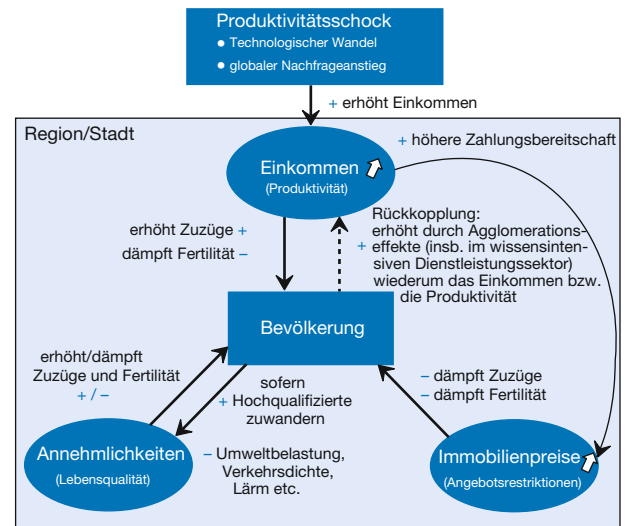 Produktivitätsschock
● Technologischer Wandel
● globaler Nachfrageanstieg
+ erhöht Einkommen
Region/Stadt
+ höhere Zahlungsbereitschaft
Einkommen
(Produktivität)
erhöht Zuzüge +
dämpft Fertilität –
Rückkopplung:
erhöht durch Agglomerations-
+ effekte (insb. im wissensinten-
siven Dienstleistungssektor)
wiederum das Einkommen bzw.
die Produktivität
Bevölkerung
erhöht/dämpft
Zuzüge und Fertilität
+ / –
sofern
+ Hochqualifizierte
zuwandern
– dämpft Zuzüge
– dämpft Fertilität
Annehmlichkeiten
(Lebensqualität)
– Umweltbelastung,
Verkehrsdichte,
Lärm etc.
Immobilienpreise
(Angebotsrestriktionen)